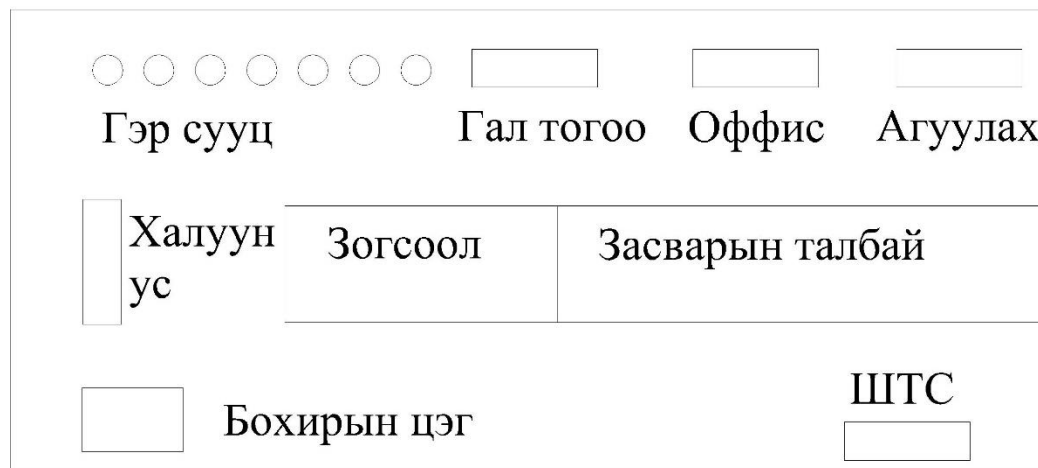 Гэр сууц
Гал тогоо
Оффис
Агуулах
Халуун
ус
Зогсоол
Засварын талбай
Бохирын цэг
ШТС